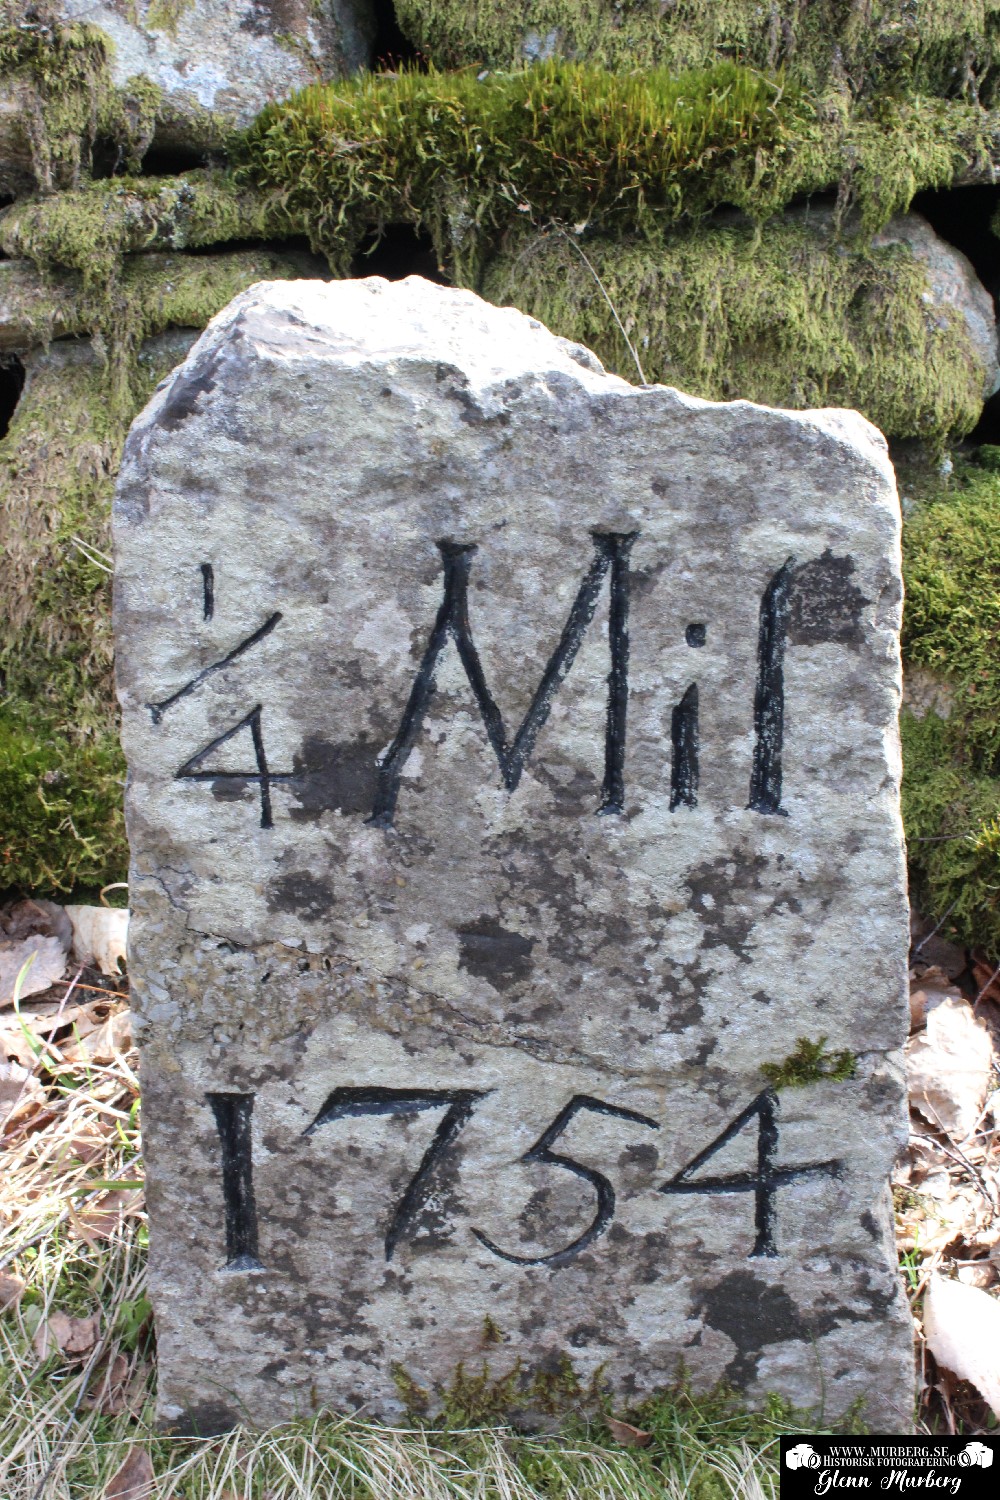 1/4 Mil
1754
WWW.MURBERG.SE
HISTORISK FOTOGRAFERING
Glenn Murberg